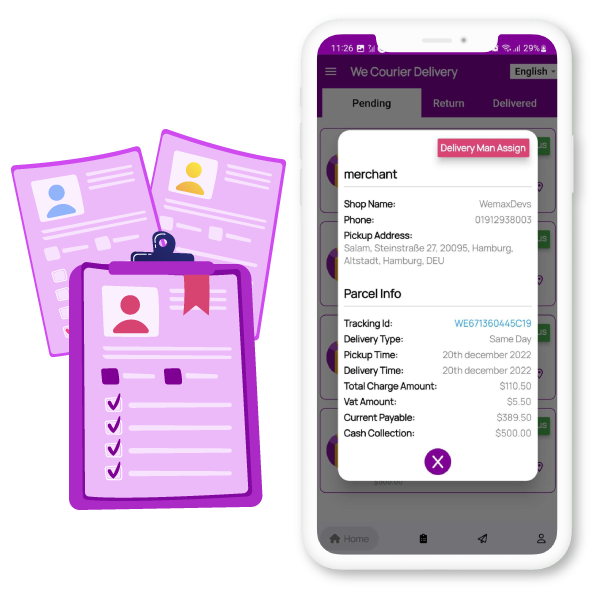 11:26 29%
We Courier Delivery English
Pending Return Delivered
Delivery Man Assign
merchant
Shop Name: WemaxDevs
Phone: 01912938003
Pickup Address:
Salam, Steinstraße 27, 20095, Hamburg,
Altstadt, Hamburg, DEU
Parcel Info
Tracking Id: WE671360445C19
Delivery Type: Same Day
Pickup Time: 20th december 2022
Delivery Time: 20th december 2022
Total Charge Amount: $110.50
Vat Amount: $5.50
Current Payable: $389.50
Cash Collection: $500.00
X
Home